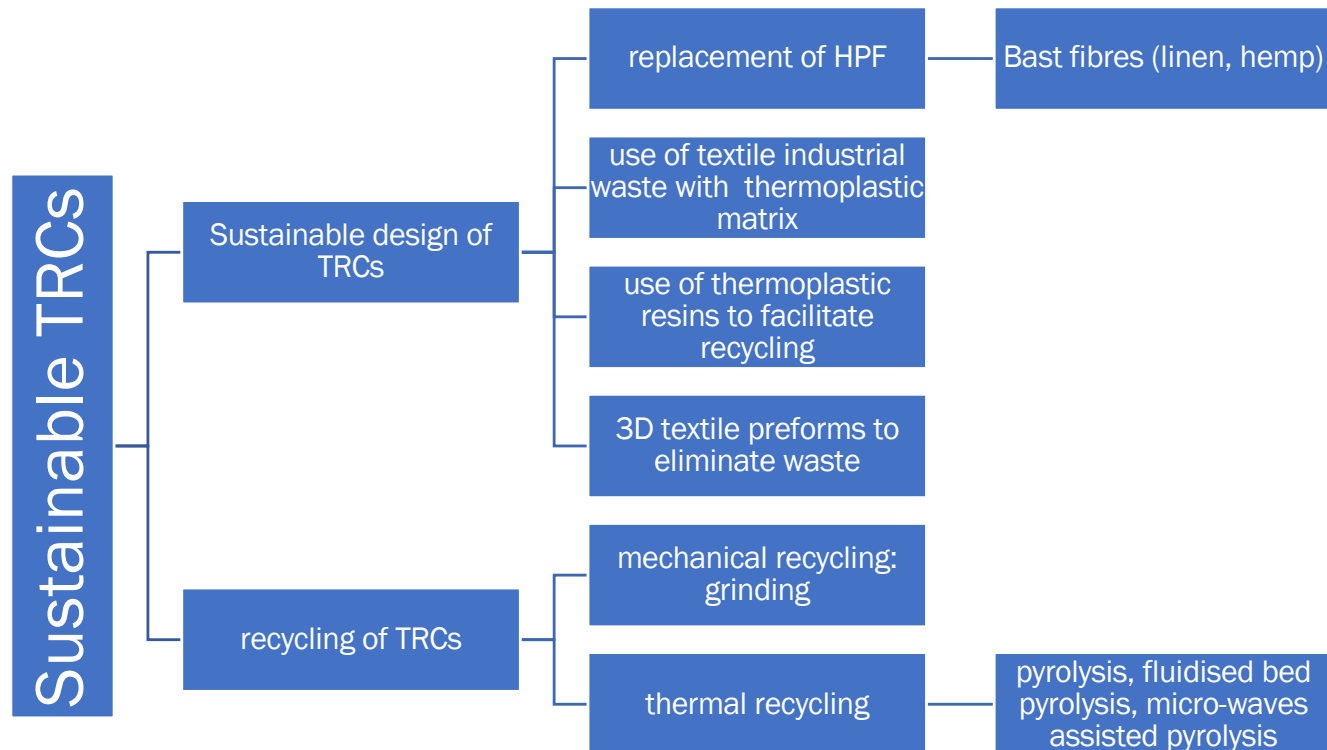 Sustainable TRCs
Sustainable design of
TRCs
replacement of HPF
Bast fibres (linen, hemp)
use of textile industrial
waste with thermoplastic
matrix
use of thermoplastic
resins to facilitate
recycling
3D textile preforms to
eliminate waste
recycling of TRCs
mechanical recycling:
grinding
thermal recycling
pyrolysis, fluidised bed
pyrolysis, micro-waves
assisted pyrolysis